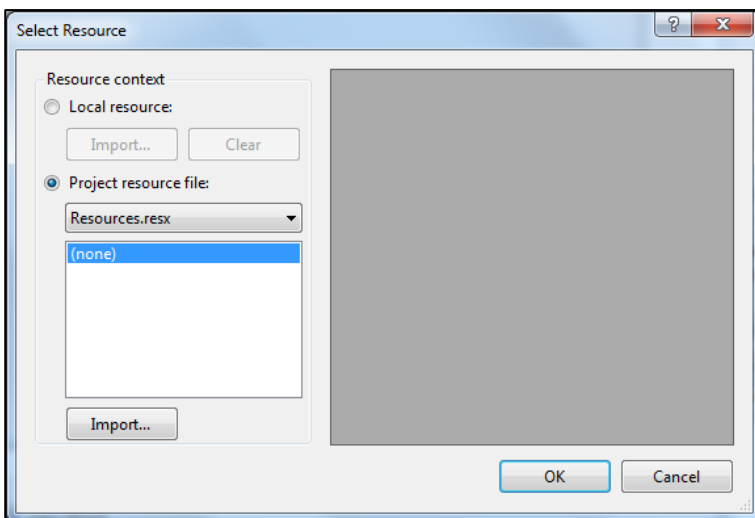 Select Resource
?
X
Resource context
Local resource:
Import... Clear
Project resource file:
Resources.resx
(none)
Import...
OK Cancel